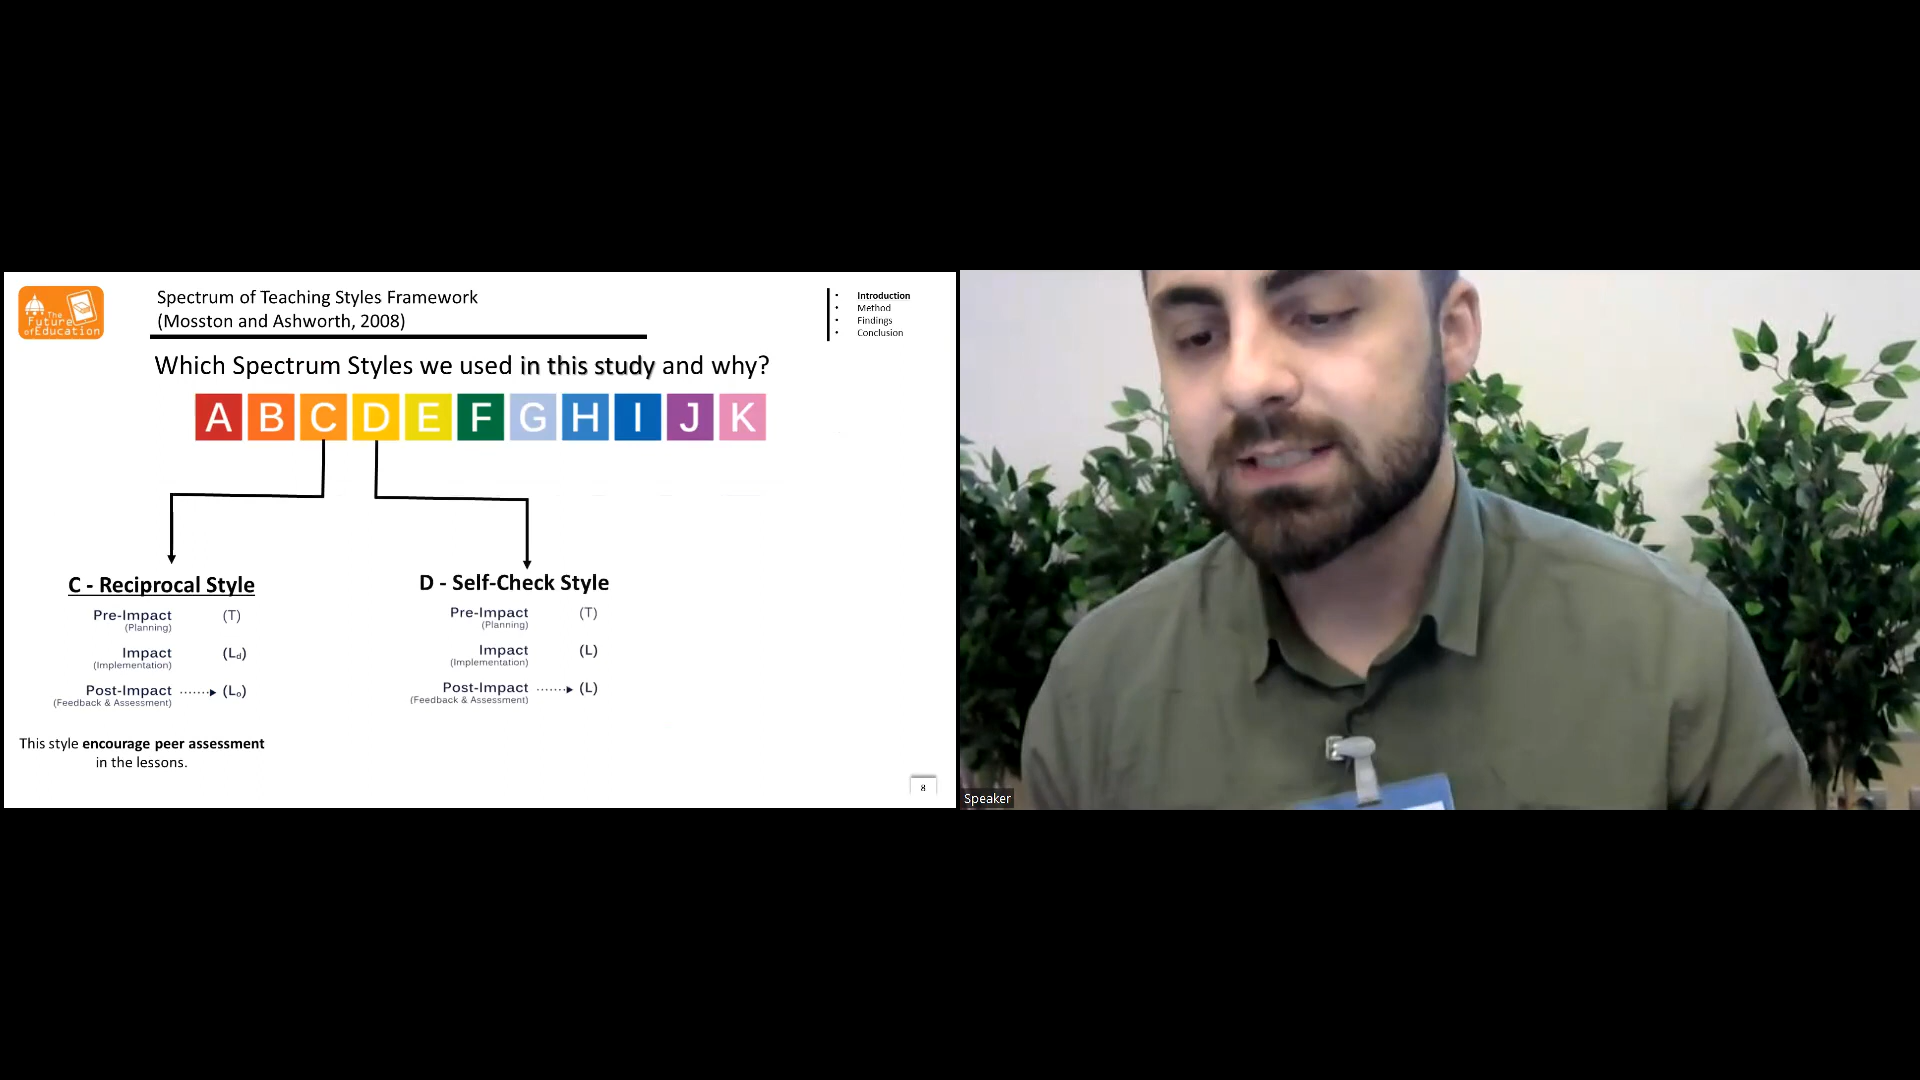 The
Future
of Education
Spectrum of Teaching Styles Framework
(Mosston and Ashworth, 2008)
• Introduction
• Method
• Findings
• Conclusion
Which Spectrum Styles we used in this study and why?
A B C D E F G H I J K
C - Reciprocal Style
Pre-Impact (T)
(Planning)
Impact (Ld)
(Implementation)
Post-Impact (Lo)
(Feedback & Assessment)
This style encourage peer assessment
in the lessons.
D - Self-Check Style
Pre-Impact (T)
(Planning)
Impact (L)
(Implementation)
Post-Impact (L)
(Feedback & Assessment)
8
Speaker